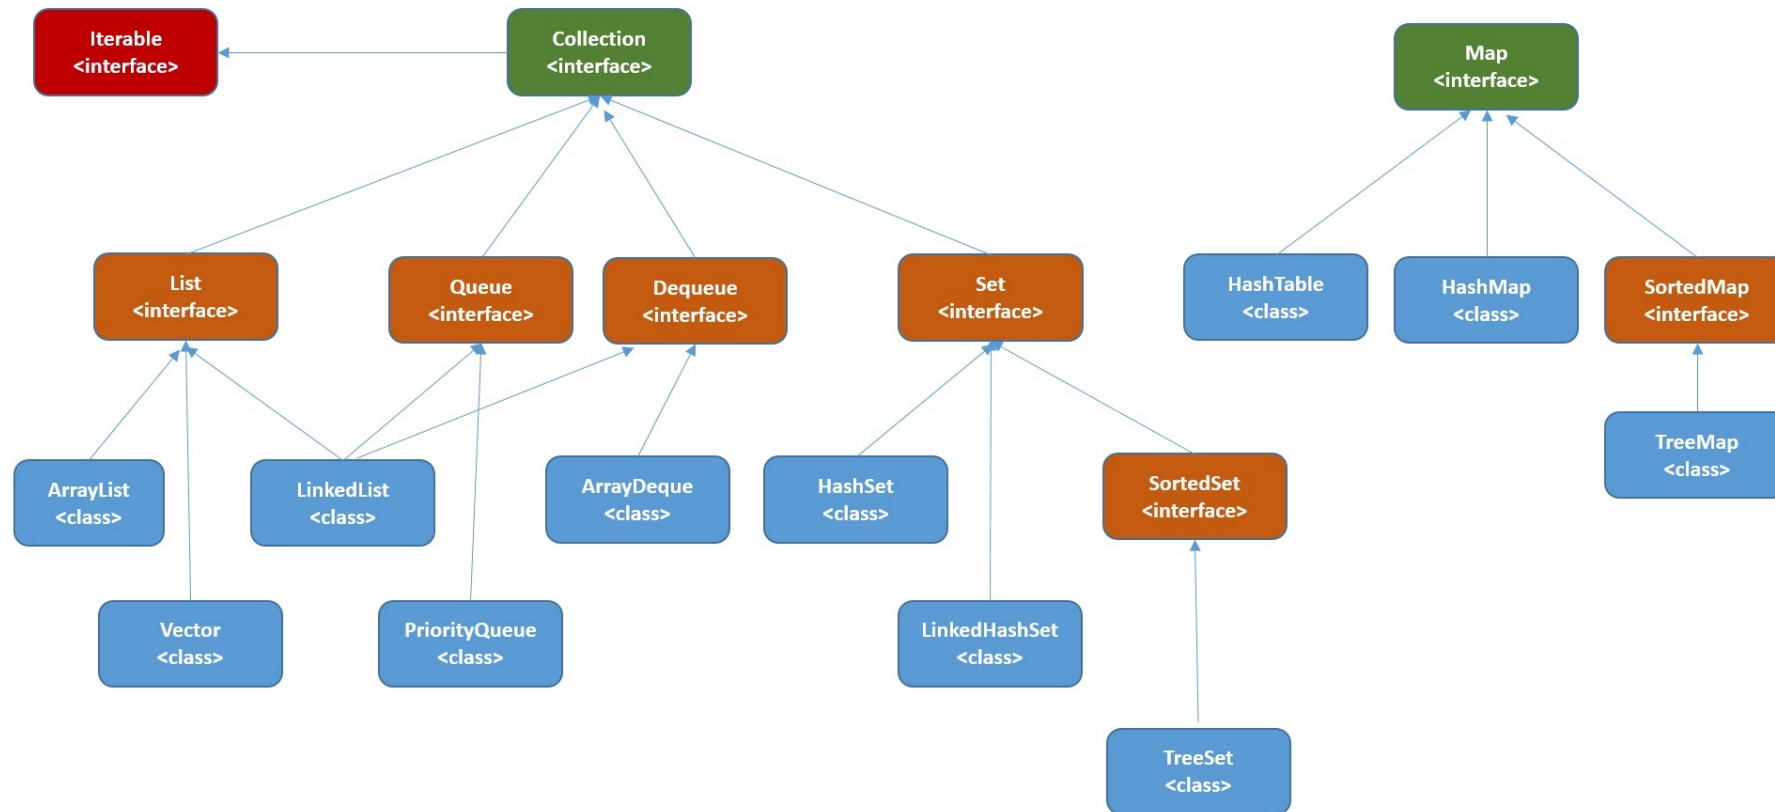 Iterable
<interface>
Collection
<interface>
Map
<interface>
List
<interface>
Queue
<interface>
Dequeue
<interface>
Set
<interface>
HashTable
<class>
HashMap
<class>
SortedMap
<interface>
ArrayList
<class>
LinkedList
<class>
ArrayDeque
<class>
HashSet
<class>
SortedSet
<interface>
TreeMap
<class>
Vector
<class>
PriorityQueue
<class>
LinkedHashSet
<class>
TreeSet
<class>